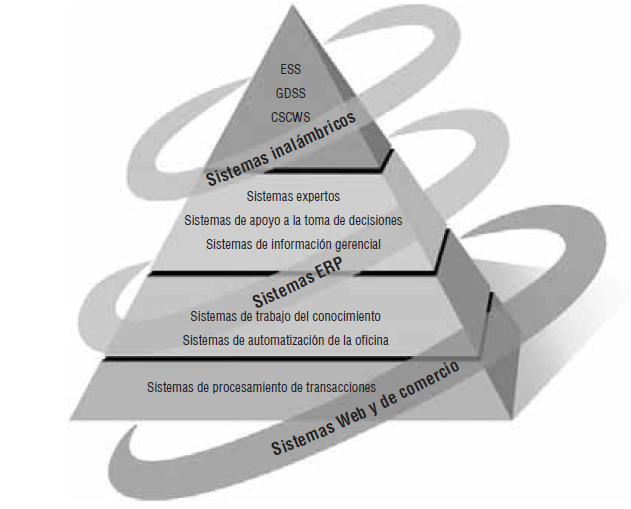 ESS
GDSS
CSCWS
Sistemas inalámbricos
Sistemas expertos
Sistemas de apoyo a la toma de decisiones
Sistemas de información gerencial
Sistemas ERP
Sistemas de trabajo del conocimiento
Sistemas de automatización de la oficina
Sistemas de procesamiento de transacciones
Sistemas Web y de comercio